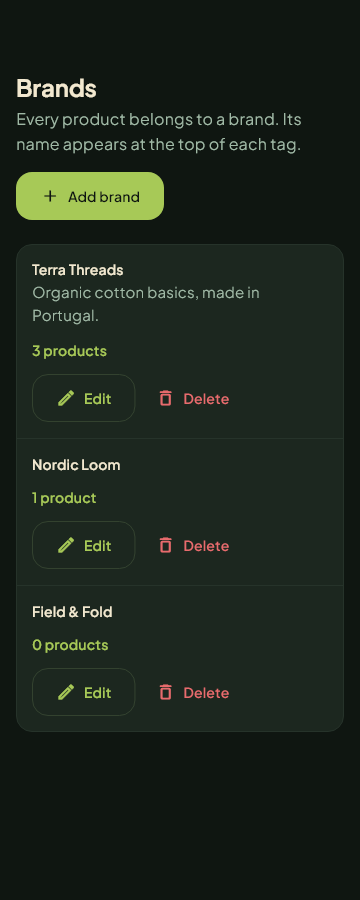 Brands
Every product belongs to a brand. Its
name appears at the top of each tag.
Add brand
Terra Threads
Organic cotton basics, made in
Portugal.
3 products
Edit Delete
Nordic Loom
1 product
Edit Delete
Field & Fold
0 products
Edit Delete